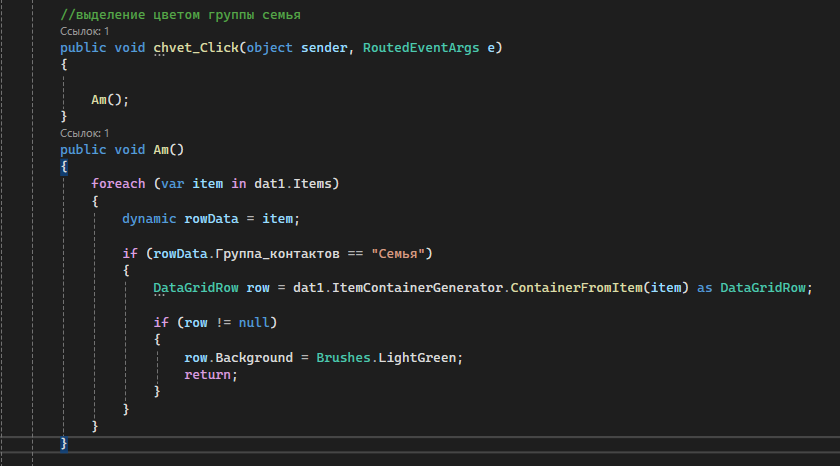 //выделение цветом группы семья
Ссылок: 1
public void chvet_Click(object sender, RoutedEventArgs e)
{
Am();
}
Ссылок: 1
public void Am()
{
foreach (var item in dat1.Items)
{
dynamic rowData = item;
if (rowData.Группа_контактов == "Семья")
{
DataGridRow row = dat1.ItemContainerGenerator.ContainerFromItem(item) as DataGridRow;
if (row != null)
{
row.Background = Brushes.LightGreen;
return;
}
}
}
}